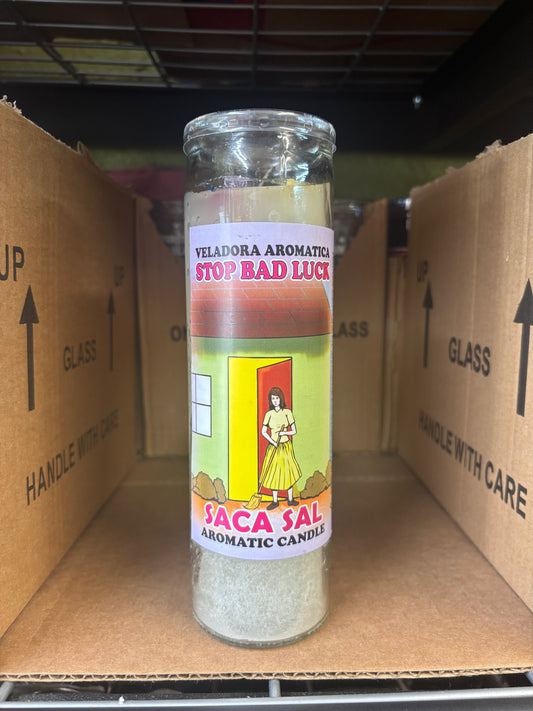 VELADORA AROMATICA
STOP BAD LUCK
SACA SAL
AROMATIC CANDLE
UP
GLASS
HANDLE WITH CARE
UP
GLASS
HANDLE WITH CARE